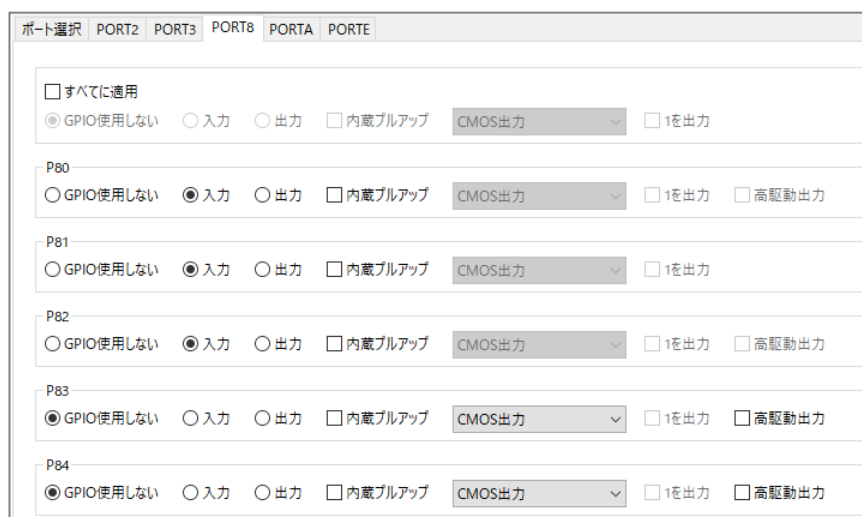 ポート選択 PORT2 PORT3 PORT8 PORTA PORTE
すべてに適用
GPIO使用しない 入力 出力 内蔵プルアップ CMOS出力 1を出力
P80
GPIO使用しない 入力 出力 内蔵プルアップ CMOS出力 1を出力 高駆動出力
P81
GPIO使用しない 入力 出力 内蔵プルアップ CMOS出力 1を出力
P82
GPIO使用しない 入力 出力 内蔵プルアップ CMOS出力 1を出力 高駆動出力
P83
GPIO使用しない 入力 出力 内蔵プルアップ CMOS出力 1を出力 高駆動出力
P84
GPIO使用しない 入力 出力 内蔵プルアップ CMOS出力 1を出力 高駆動出力